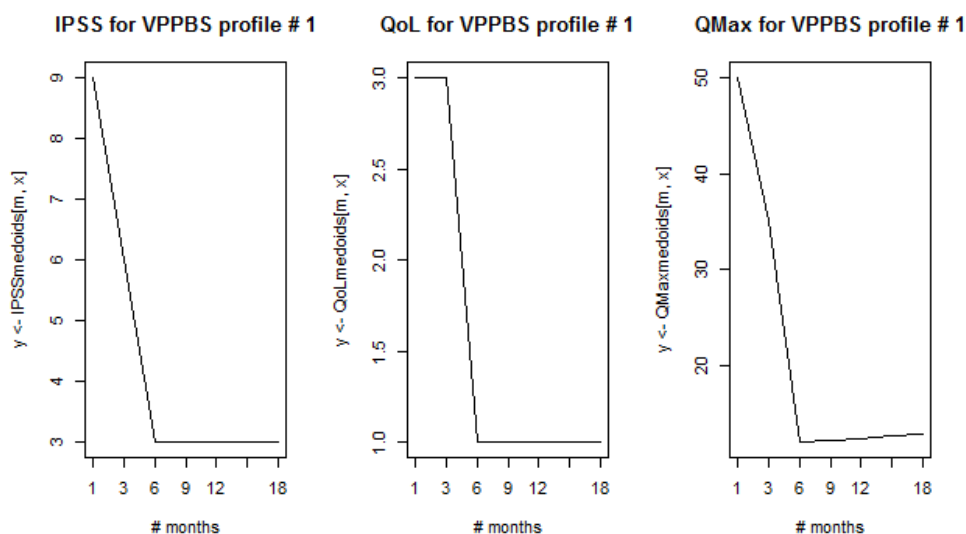 IPSS for VPPBS profile # 1
y <- IPSSmedoids[m, x]
9
8
7
6
5
4
3
1 3 6 9 12 18
# months
QoL for VPPBS profile # 1
y <- QoLmedoids[m, x]
3.0
2.5
2.0
1.5
1.0
1 3 6 9 12 18
# months
QMax for VPPBS profile # 1
y <- QMaxmedoids[m, x]
50
40
30
20
1 3 6 9 12 18
# months